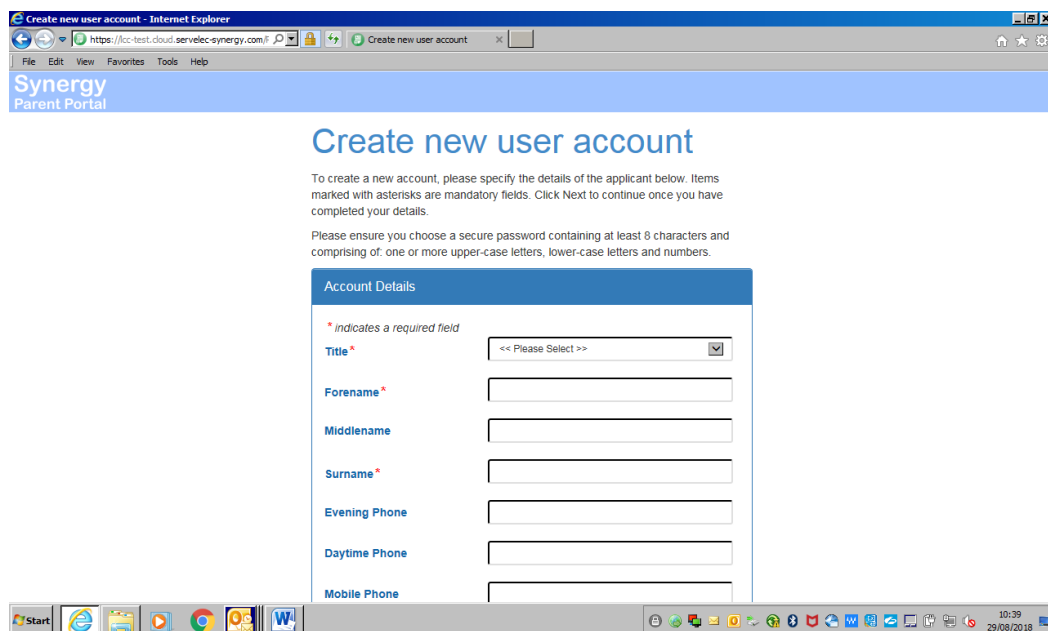 Create new user account - Internet Explorer
https://lcc-test.cloud.servelec-synergy.com/
Create new user account
File Edit View Favorites Tools Help
Synergy
Parent Portal
Create new user account
To create a new account, please specify the details of the applicant below. Items
marked with asterisks are mandatory fields. Click Next to continue once you have
completed your details.
Please ensure you choose a secure password containing at least 8 characters and
comprising of: one or more upper-case letters, lower-case letters and numbers.
Account Details
* indicates a required field
Title*
<< Please Select >>
Forename*
Middlename
Surname*
Evening Phone
Daytime Phone
Mobile Phone
Start
10:39
29/08/2018